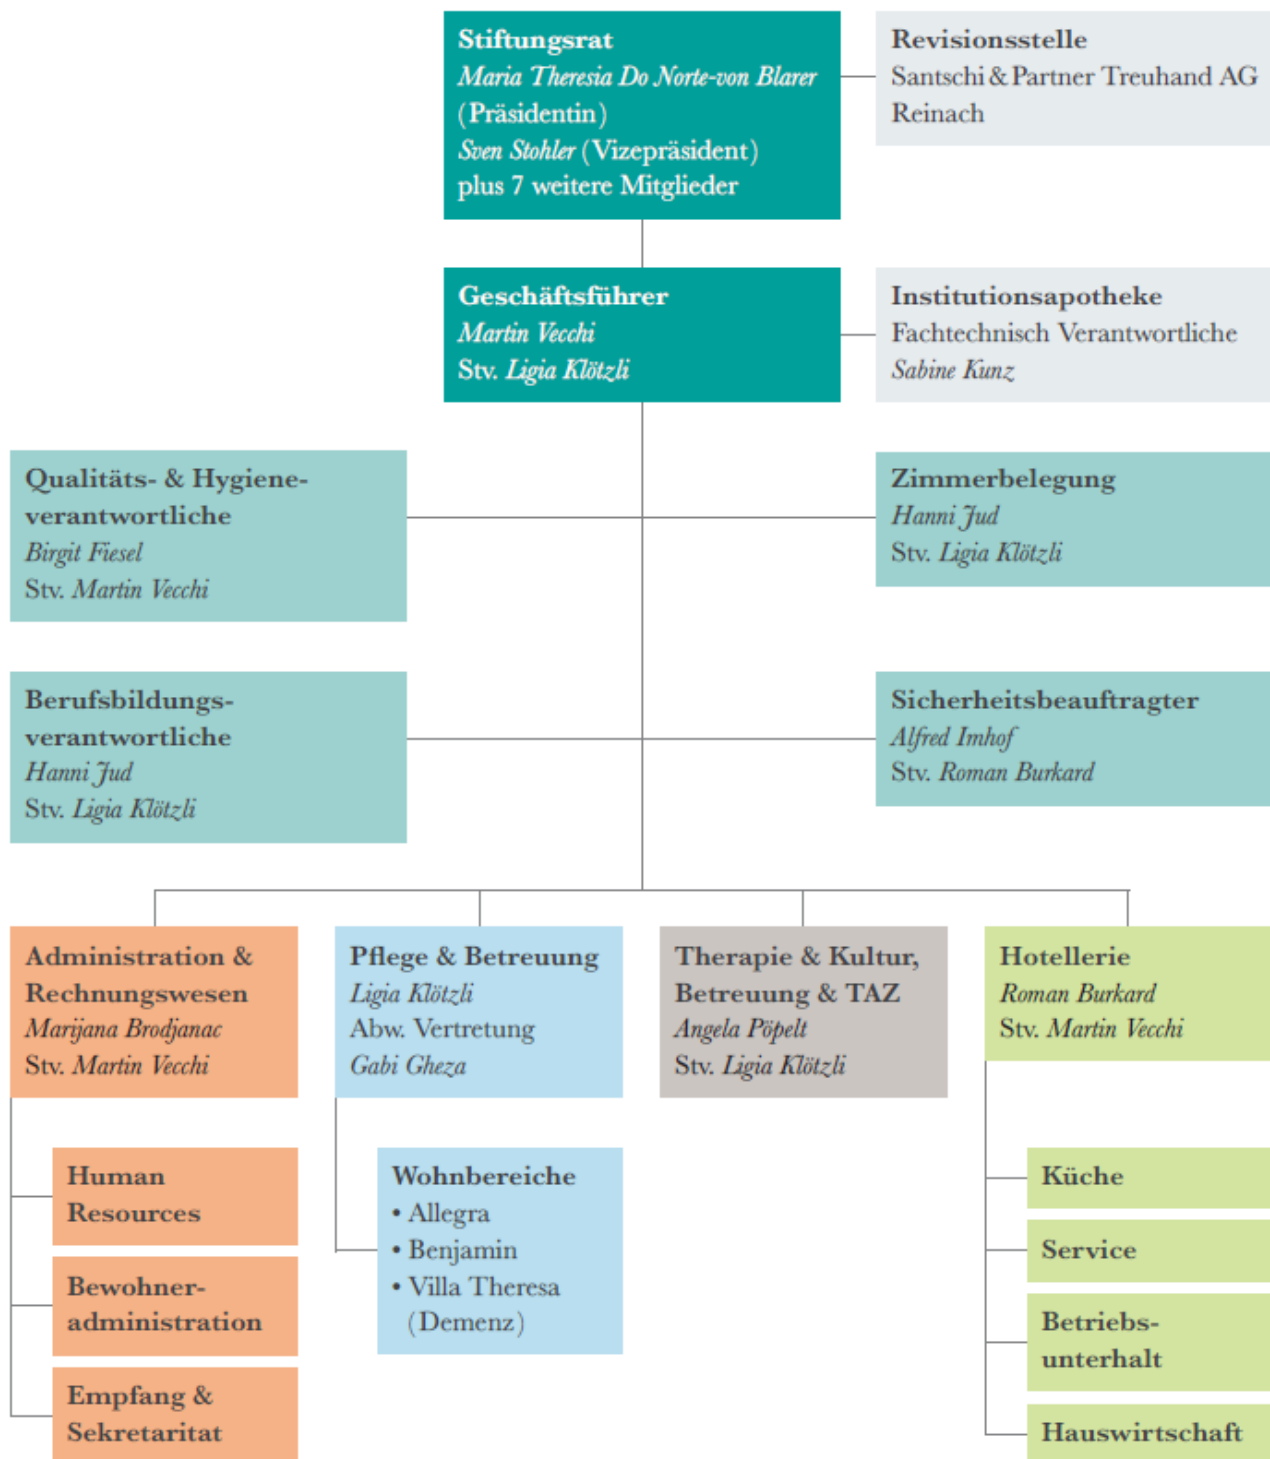 Stiftungsrat
Maria Theresia Do Norte-von Blarer
(Präsidentin)
Sven Stohler (Vizepräsident)
plus 7 weitere Mitglieder
Revisionsstelle
Santschi & Partner Treuhand AG
Reinach
Geschäftsführer
Martin Vecchi
Stv. Ligia Klötzli
Institutionsapotheke
Fachtechnisch Verantwortliche
Sabine Kunz
Qualitäts- & Hygiene-
verantwortliche
Birgit Fiesel
Stv. Martin Vecchi
Zimmerbelegung
Hanni Jud
Stv. Ligia Klötzli
Berufsbildungs-
verantwortliche
Hanni Jud
Stv. Ligia Klötzli
Sicherheitsbeauftragter
Alfred Imhof
Stv. Roman Burkard
Administration &
Rechnungswesen
Marijana Brodjanac
Stv. Martin Vecchi
Pflege & Betreuung
Ligia Klötzli
Abw. Vertretung
Gabi Gheza
Therapie & Kultur,
Betreuung & TAZ
Angela Pöpelt
Stv. Ligia Klötzli
Hotellerie
Roman Burkard
Stv. Martin Vecchi
Human
Resources
Bewohner-
administration
Empfang &
Sekretaritat
Wohnbereiche
• Allegra
• Benjamin
• Villa Theresa
(Demenz)
Küche
Service
Betriebs-
unterhalt
Hauswirtschaft